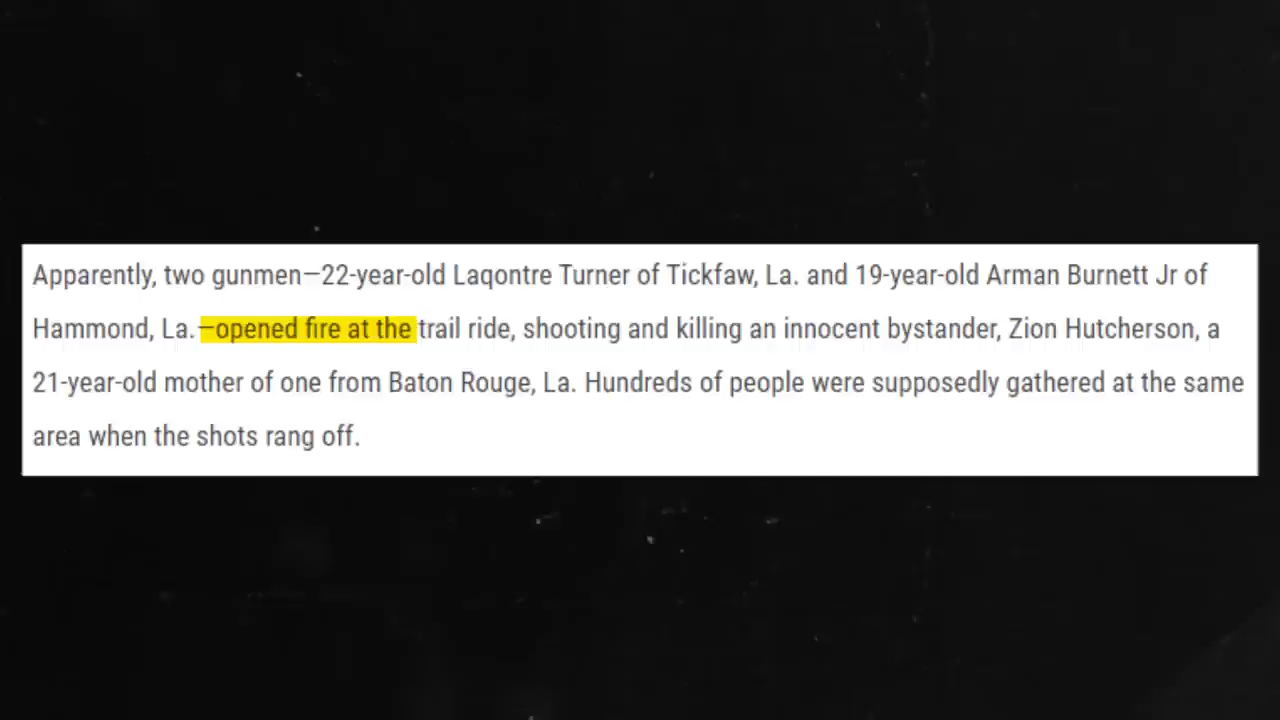 Apparently, two gunmen—22-year-old Laqontre Turner of Tickfaw, La. and 19-year-old Arman Burnett Jr of
Hammond, La.—opened fire at the trail ride, shooting and killing an innocent bystander, Zion Hutcherson, a
21-year-old mother of one from Baton Rouge, La. Hundreds of people were supposedly gathered at the same
area when the shots rang off.